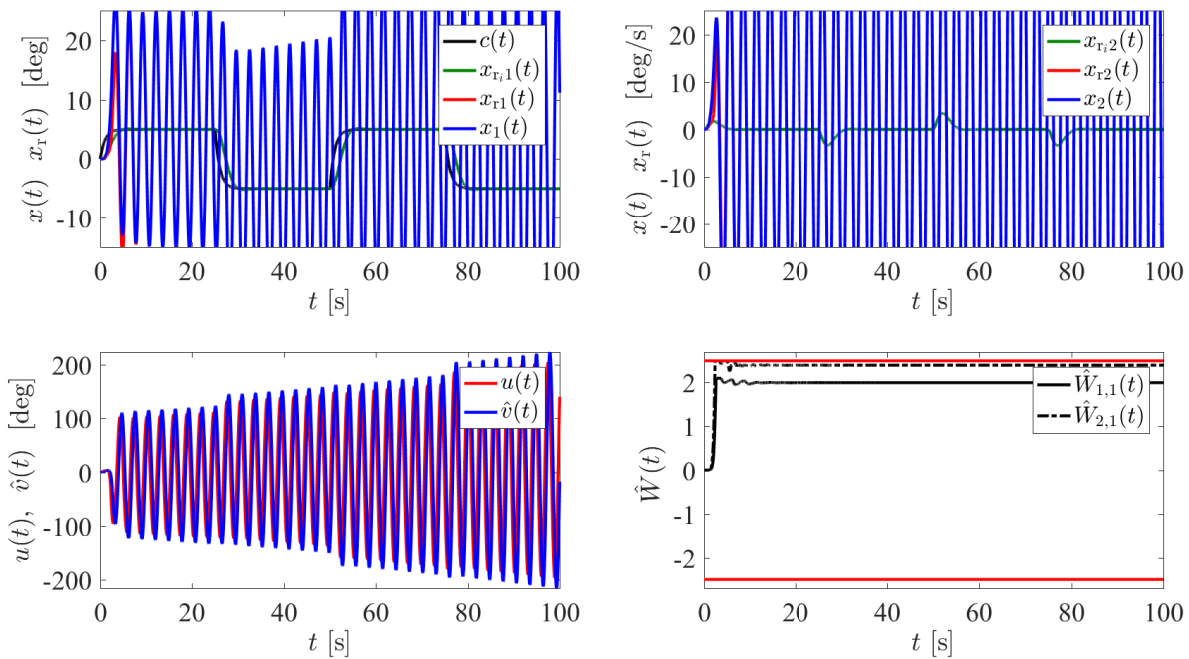 x(t) x_r(t) [deg]
20
10
0
-10
0 20 40 60 80 100
t [s]
c(t)
x_{r_i1}(t)
x_{r1}(t)
x_1(t)
x(t) x_r(t) [deg/s]
20
10
0
-10
-20
0 20 40 60 80 100
t [s]
x_{r_i2}(t)
x_{r2}(t)
x_2(t)
u(t), v̂(t) [deg]
200
100
0
-100
-200
0 20 40 60 80 100
t [s]
u(t)
v̂(t)
Ŵ(t)
2
1
0
-1
-2
0 20 40 60 80 100
t [s]
Ŵ_{1,1}(t)
Ŵ_{2,1}(t)